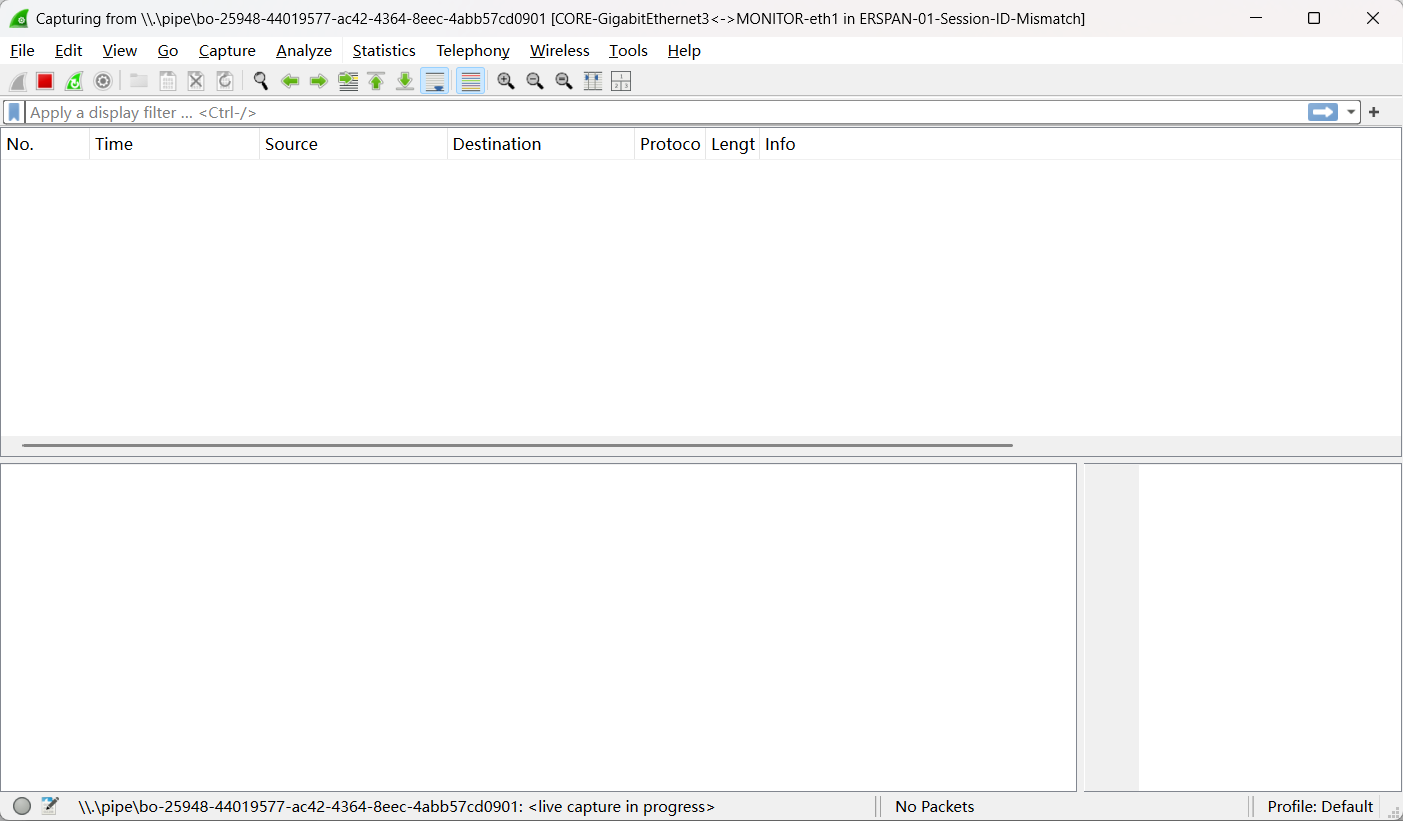 Capturing from \\.\pipe\bo-25948-44019577-ac42-4364-8eec-4abb57cd0901 [CORE-GigabitEthernet3<->MONITOR-eth1 in ERSPAN-01-Session-ID-Mismatch]
File Edit View Go Capture Analyze Statistics Telephony Wireless Tools Help
Apply a display filter ... <Ctrl-/>
No. Time Source Destination Protoco Lengt Info
\\.\pipe\bo-25948-44019577-ac42-4364-8eec-4abb57cd0901: <live capture in progress> No Packets Profile: Default